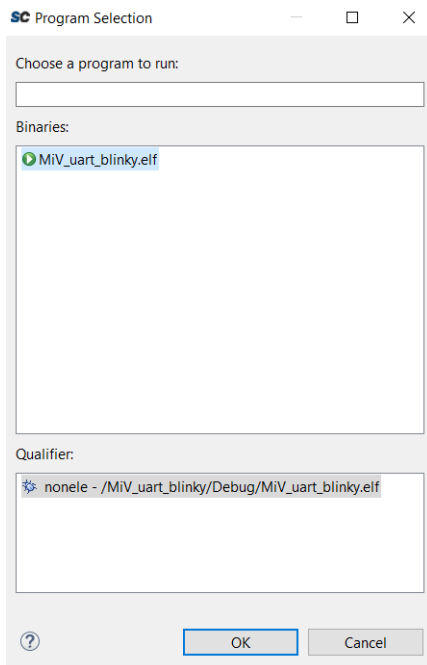 SC Program Selection
Choose a program to run:
Binaries:
MiV_uart_blinky.elf
Qualifier:
nonele - /MiV_uart_blinky/Debug/MiV_uart_blinky.elf
?
OK Cancel